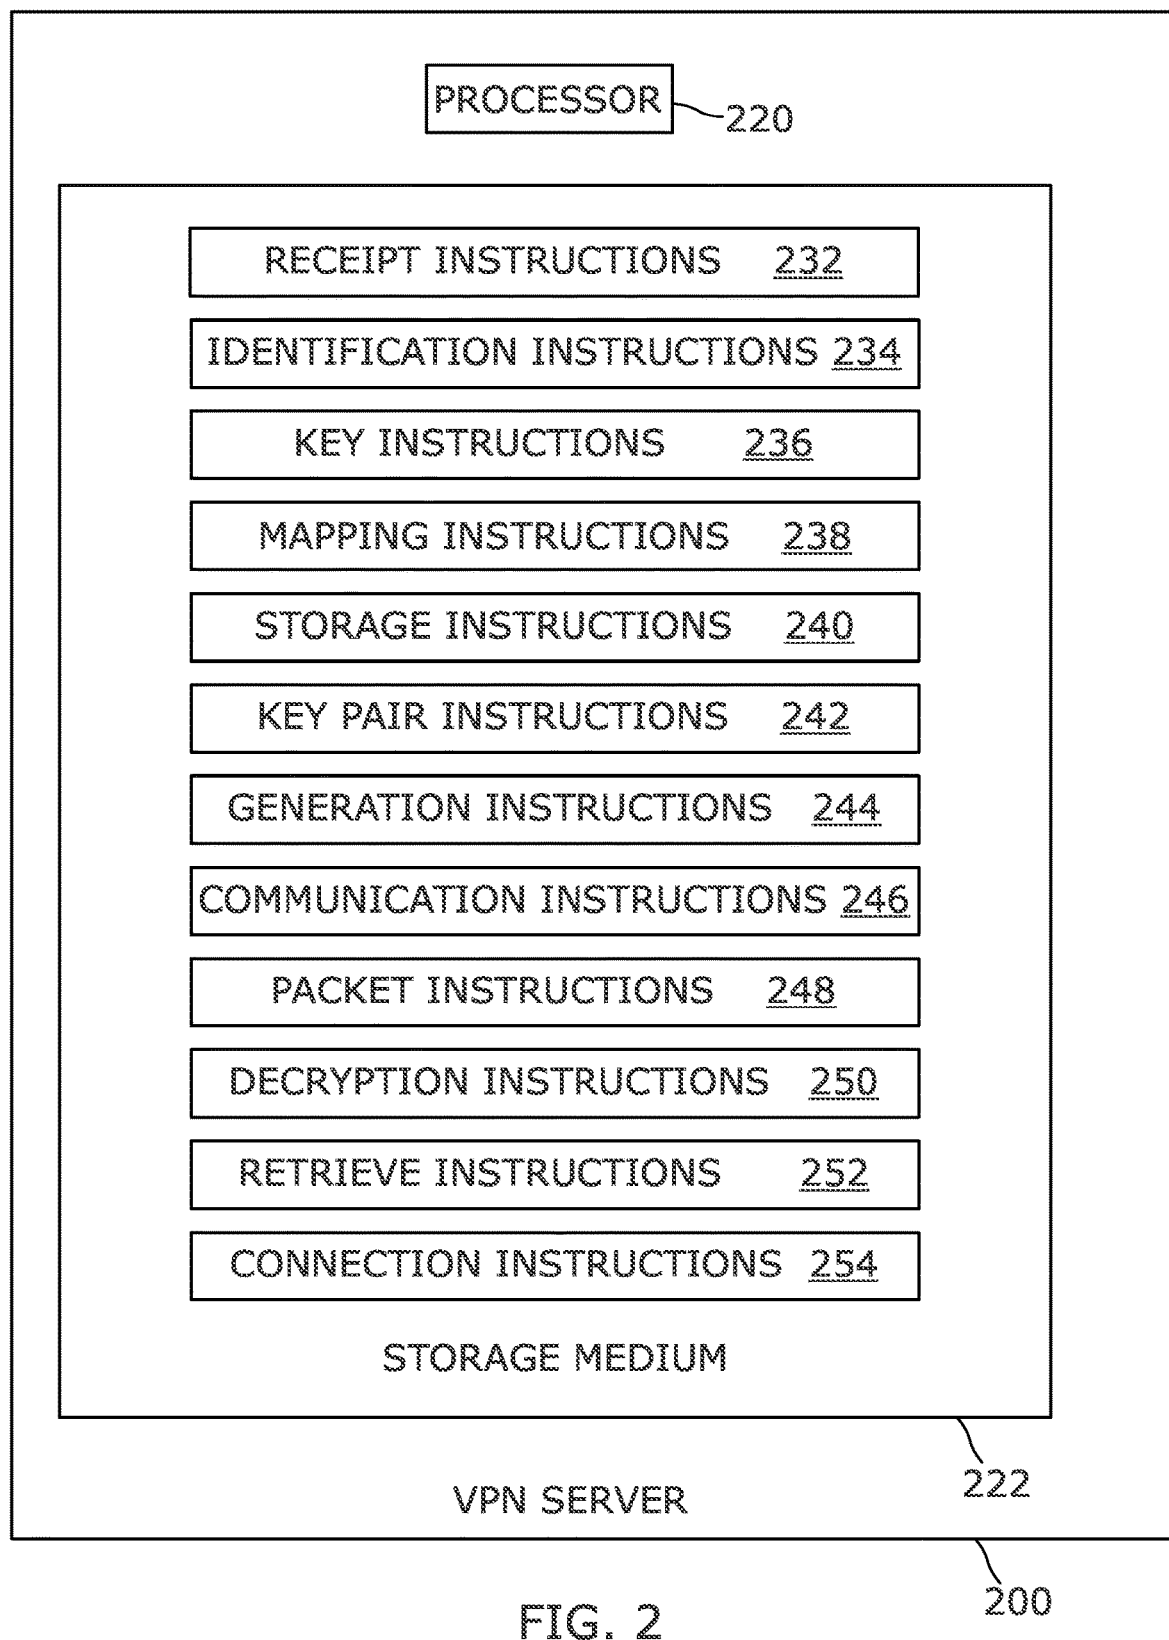 PROCESSOR
220
RECEIPT INSTRUCTIONS 232
IDENTIFICATION INSTRUCTIONS 234
KEY INSTRUCTIONS 236
MAPPING INSTRUCTIONS 238
STORAGE INSTRUCTIONS 240
KEY PAIR INSTRUCTIONS 242
GENERATION INSTRUCTIONS 244
COMMUNICATION INSTRUCTIONS 246
PACKET INSTRUCTIONS 248
DECRYPTION INSTRUCTIONS 250
RETRIEVE INSTRUCTIONS 252
CONNECTION INSTRUCTIONS 254
STORAGE MEDIUM
222
VPN SERVER
200
FIG. 2